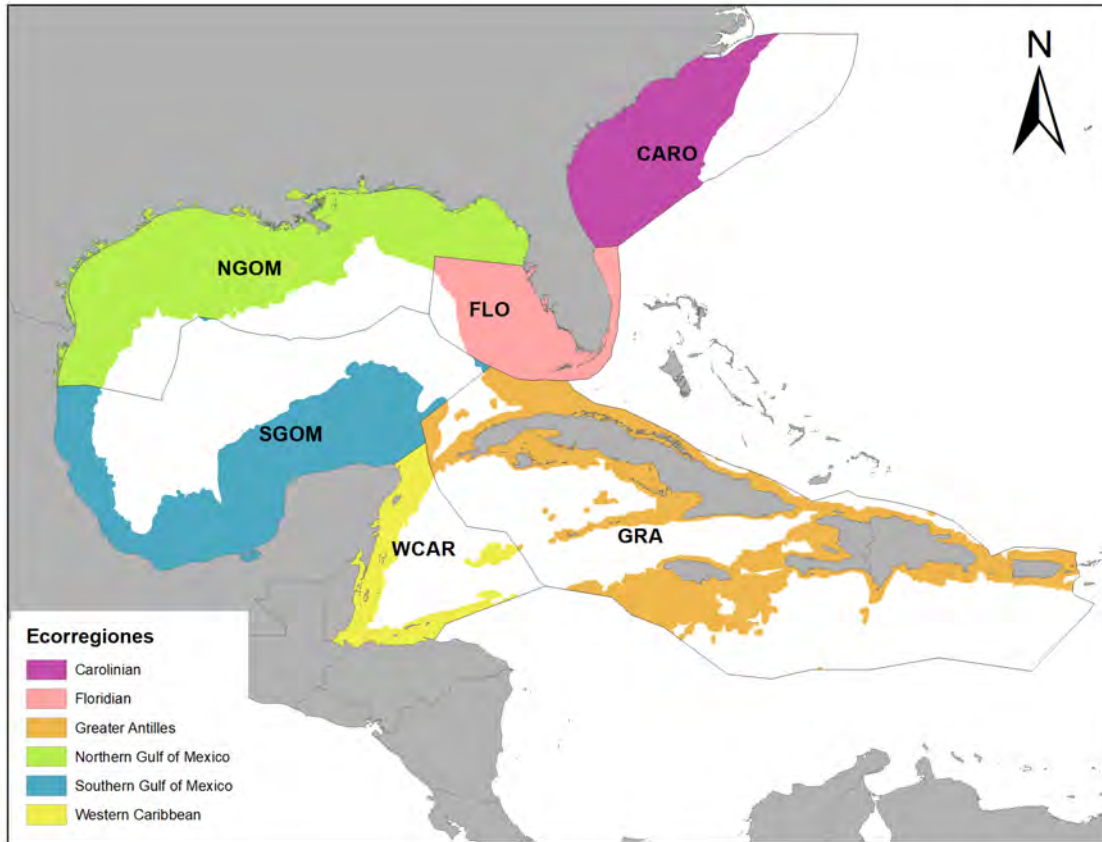 N
CARO
NGOM
FLO
SGOM
WCAR
GRA
Ecorregiones
Carolinian
Floridian
Greater Antilles
Northern Gulf of Mexico
Southern Gulf of Mexico
Western Caribbean